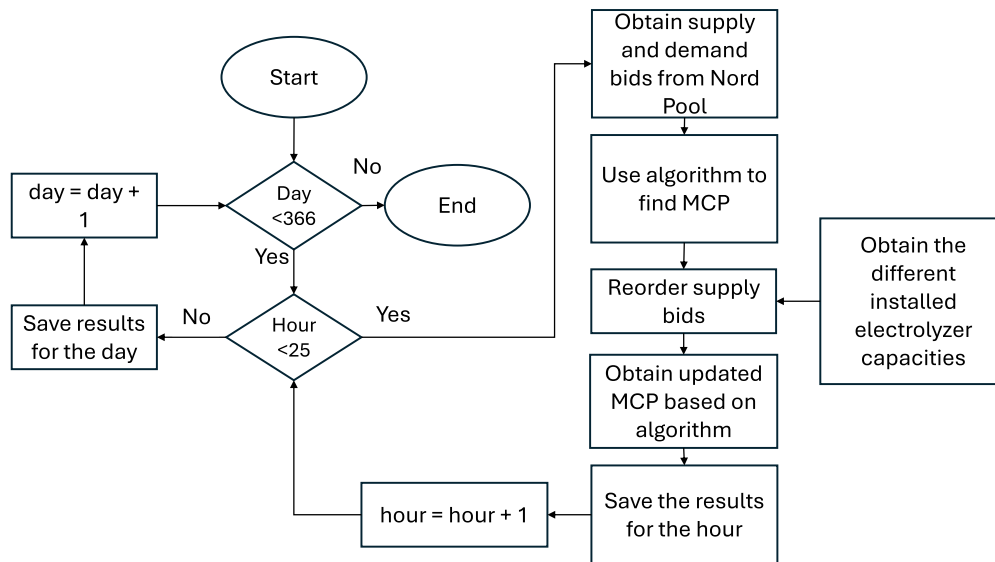 Start
Day
<366
No
End
Yes
day = day +
1
Hour
<25
No
Yes
Save results
for the day
Obtain supply
and demand
bids from Nord
Pool
Use algorithm to
find MCP
Reorder supply
bids
Obtain the
different
installed
electrolyzer
capacities
Obtain updated
MCP based on
algorithm
Save the results
for the hour
hour = hour + 1